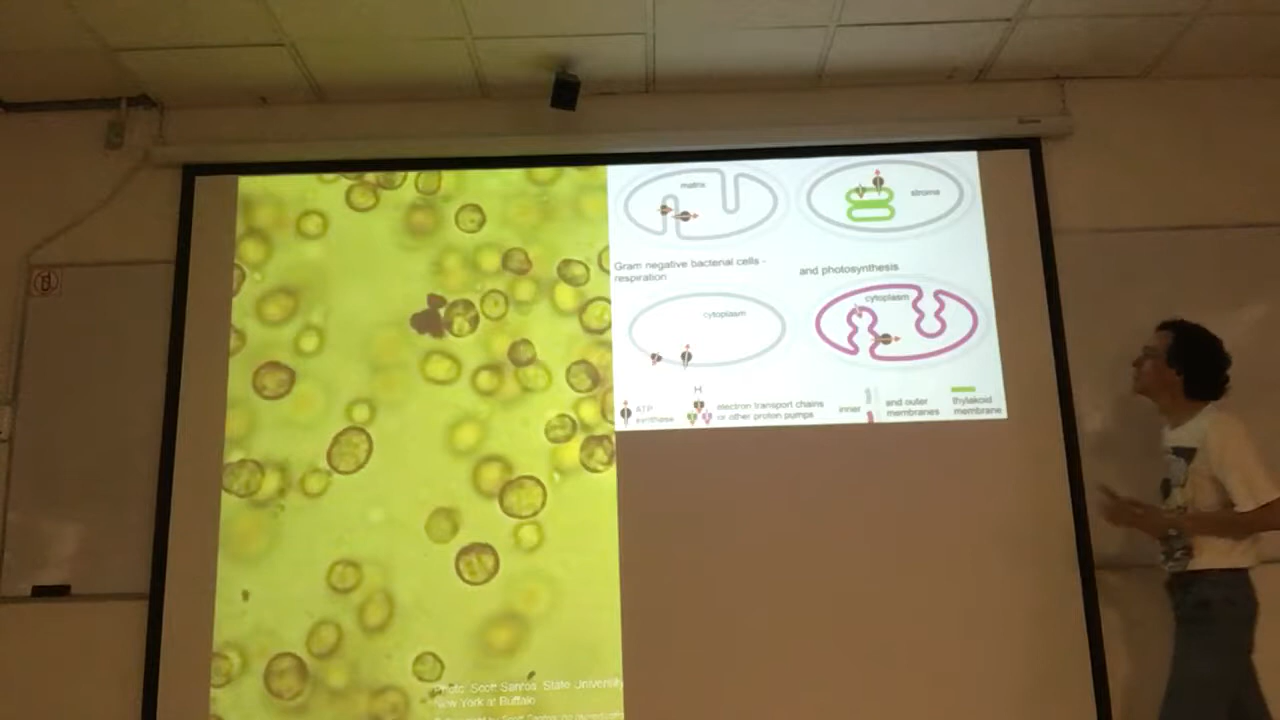 matrix
stroma
Gram negative bacterial cells -
respiration
and photosynthesis
cytoplasm
cytoplasm
H
ATP
synthase
electron transport chains
or other proton pumps
inner
and outer
membranes
thylakoid
membrane
Photo: Scott Santos, State University
New York at Buffalo